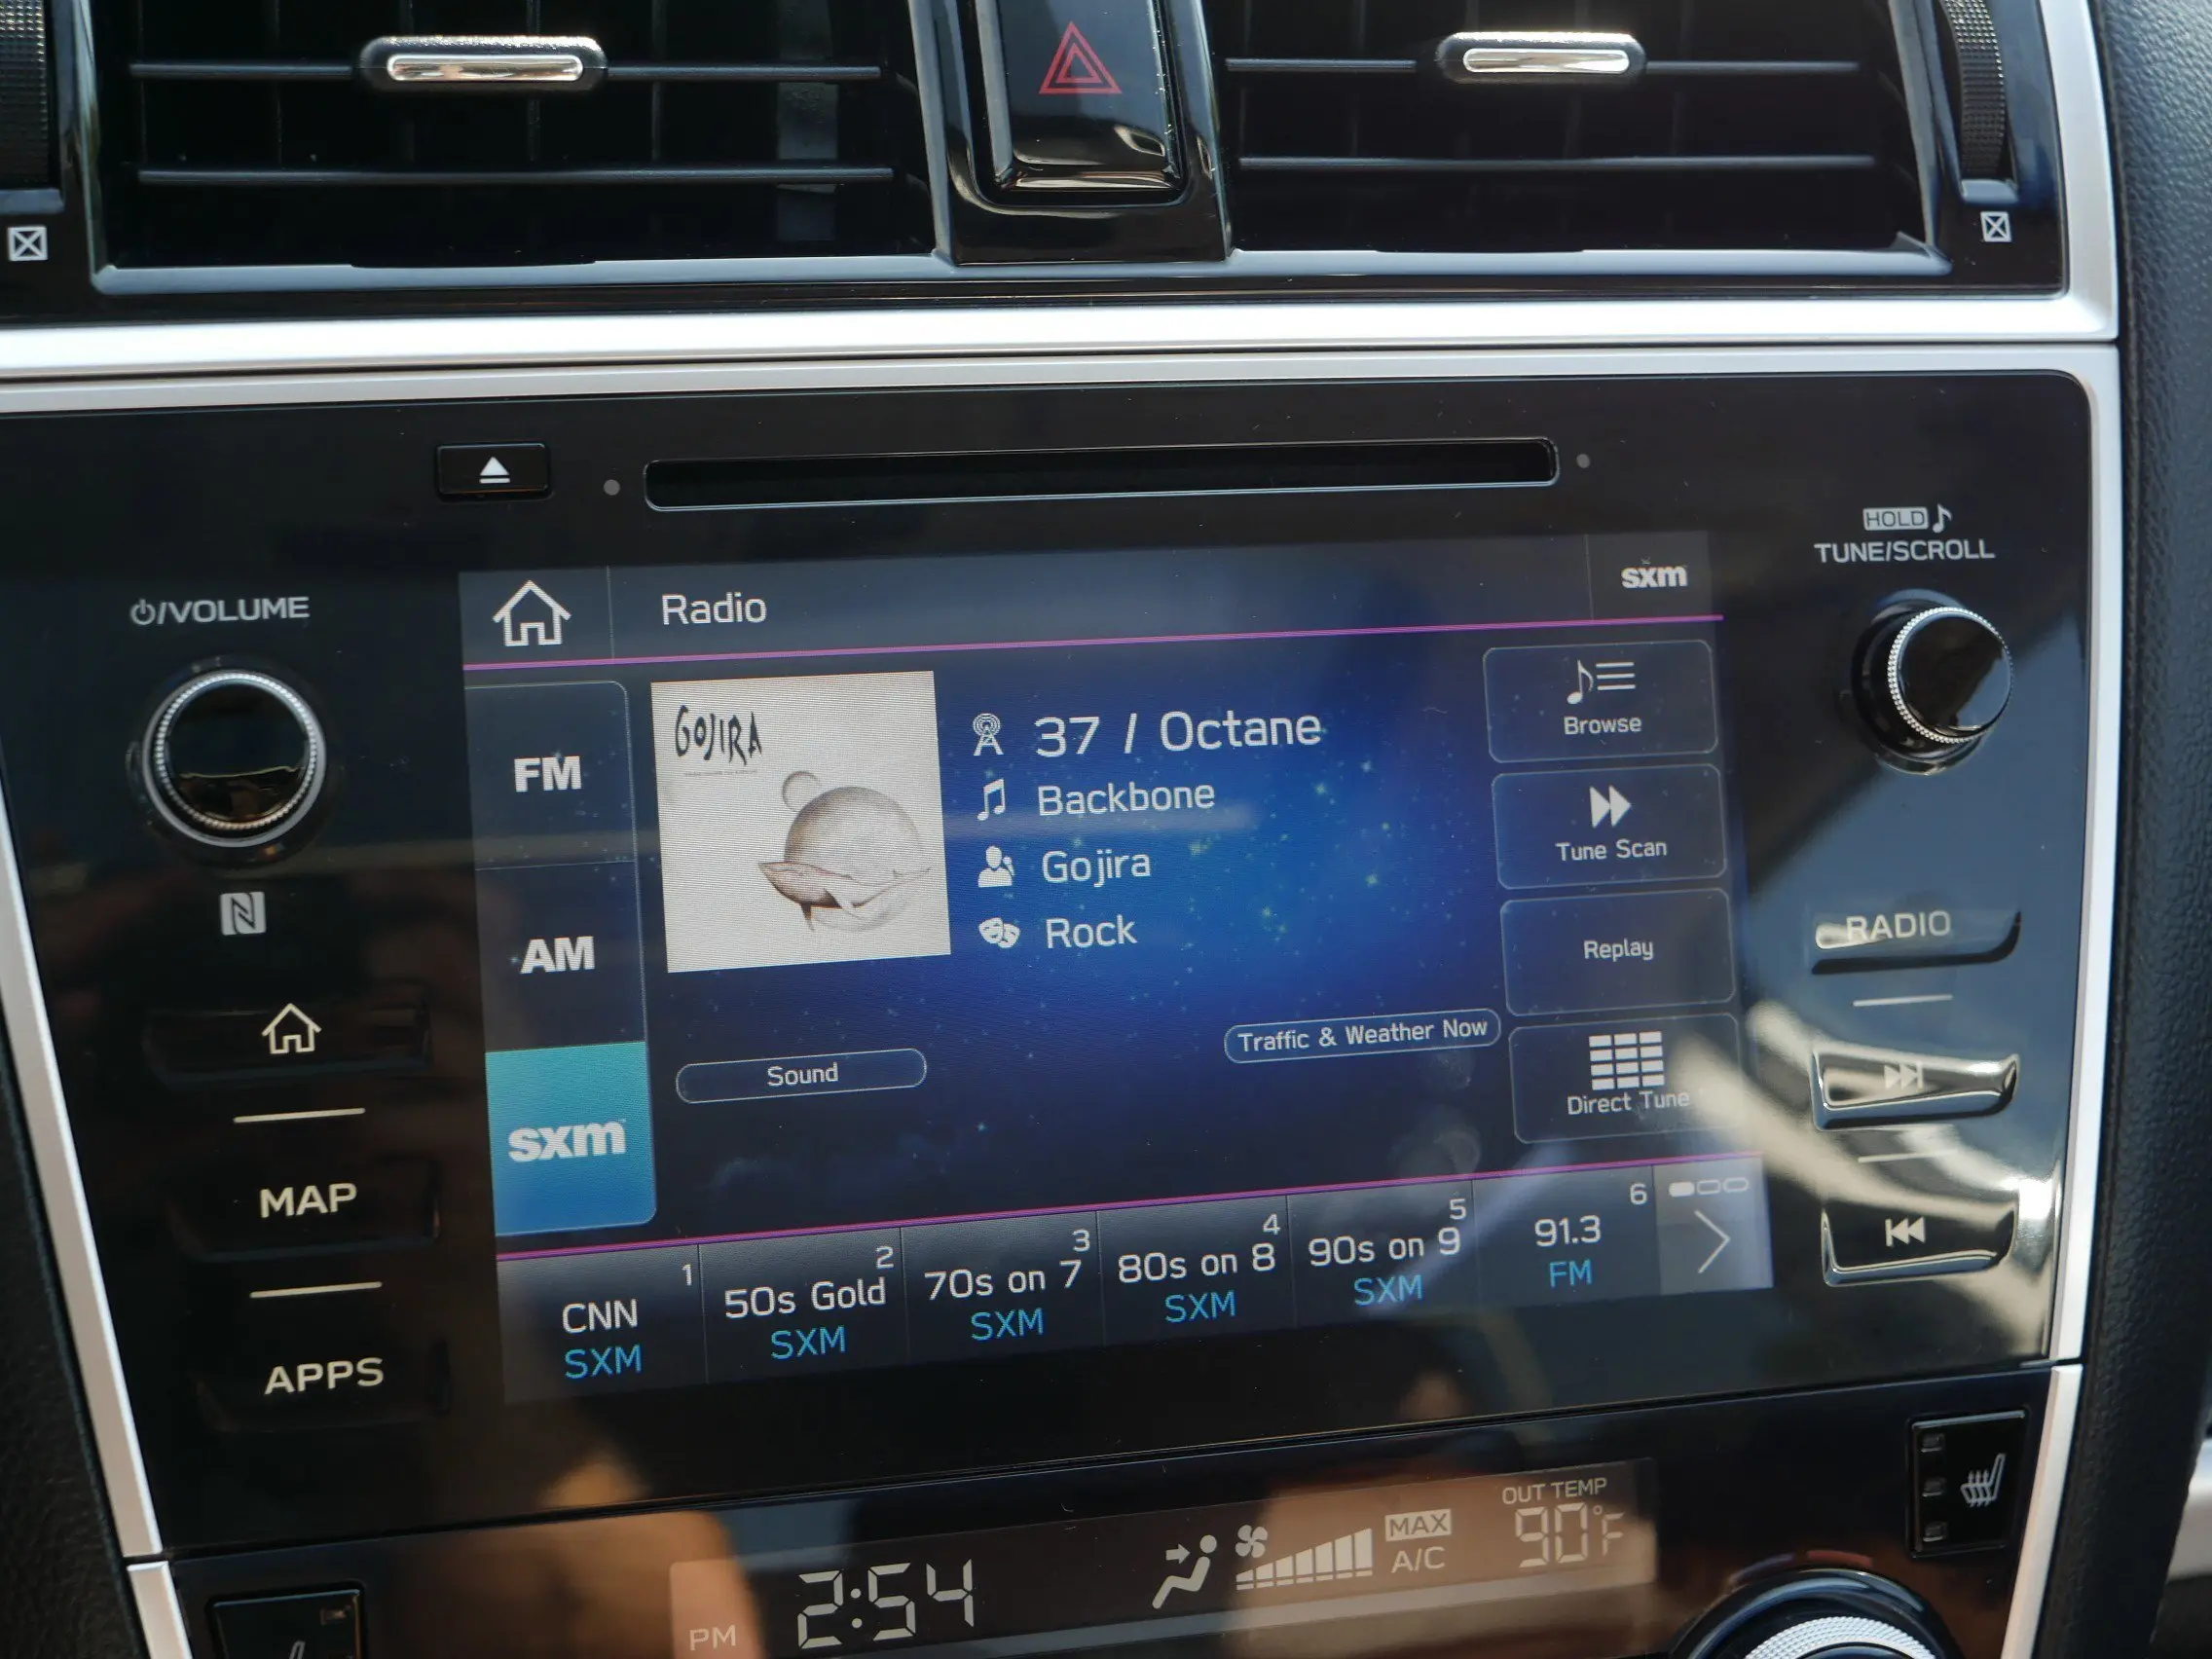 HOLD
TUNE/SCROLL
/VOLUME
Radio
sxm
GOJIRA
FM
AM
sxm
37 / Octane
Backbone
Gojira
Rock
Browse
Tune Scan
Replay
Direct Tune
Sound
Traffic & Weather Now
RADIO
MAP
APPS
1
CNN
SXM
2
50s Gold
SXM
3
70s on 7
SXM
4
80s on 8
SXM
5
90s on 9
SXM
6
91.3
FM
PM 2:54
MAX
A/C
OUT TEMP
90°F